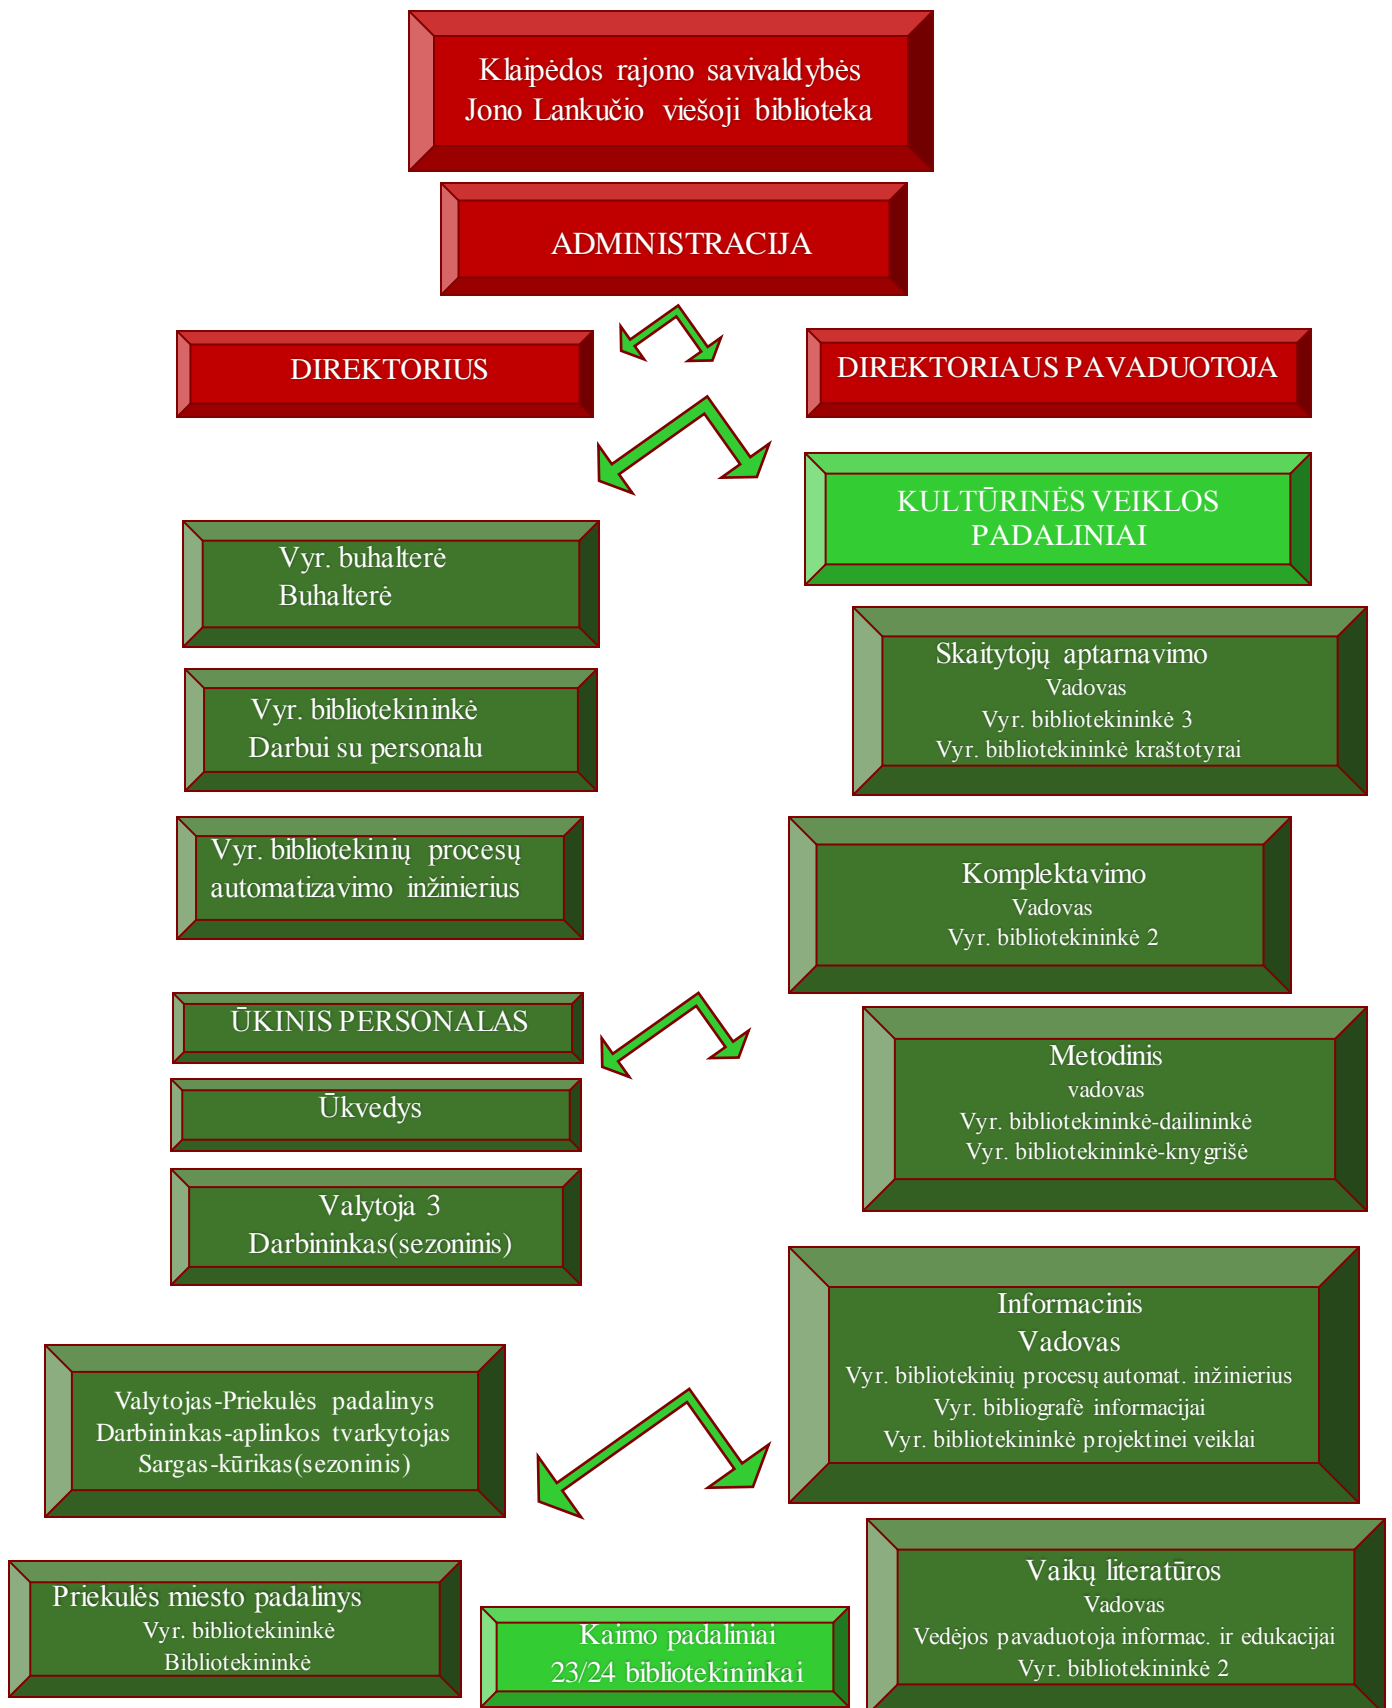 Klaipėdos rajono savivaldybės
Jono Lankučio viešoji biblioteka
ADMINISTRACIJA
DIREKTORIUS
DIREKTORIAUS PAVADUOTOJA
KULTŪRINĖS VEIKLOS
PADALINIAI
Vyr. buhalterė
Buhalterė
Vyr. bibliotekininkė
Darbui su personalu
Vyr. bibliotekinių procesų
automatizavimo inžinierius
ŪKINIS PERSONALAS
Ūkvedys
Valytoja 3
Darbininkas(sezoninis)
Valytojas-Priekulės padalinys
Darbininkas-aplinkos tvarkytojas
Sargas-kūrikas(sezoninis)
Priekulės miesto padalinys
Vyr. bibliotekininkė
Bibliotekininkė
Skaitytojų aptarnavimo
Vadovas
Vyr. bibliotekininkė 3
Vyr. bibliotekininkė kraštotyrai
Komplektavimo
Vadovas
Vyr. bibliotekininkė 2
Metodinis
vadovas
Vyr. bibliotekininkė-dailininkė
Vyr. bibliotekininkė-knygrišė
Informacinis
Vadovas
Vyr. bibliotekinių procesų automat. inžinierius
Vyr. bibliografė informacijai
Vyr. bibliotekininkė projektinei veiklai
Vaikų literatūros
Vadovas
Vedėjos pavaduotoja informac. ir edukacijai
Vyr. bibliotekininkė 2
Kaimo padaliniai
23/24 bibliotekininkai